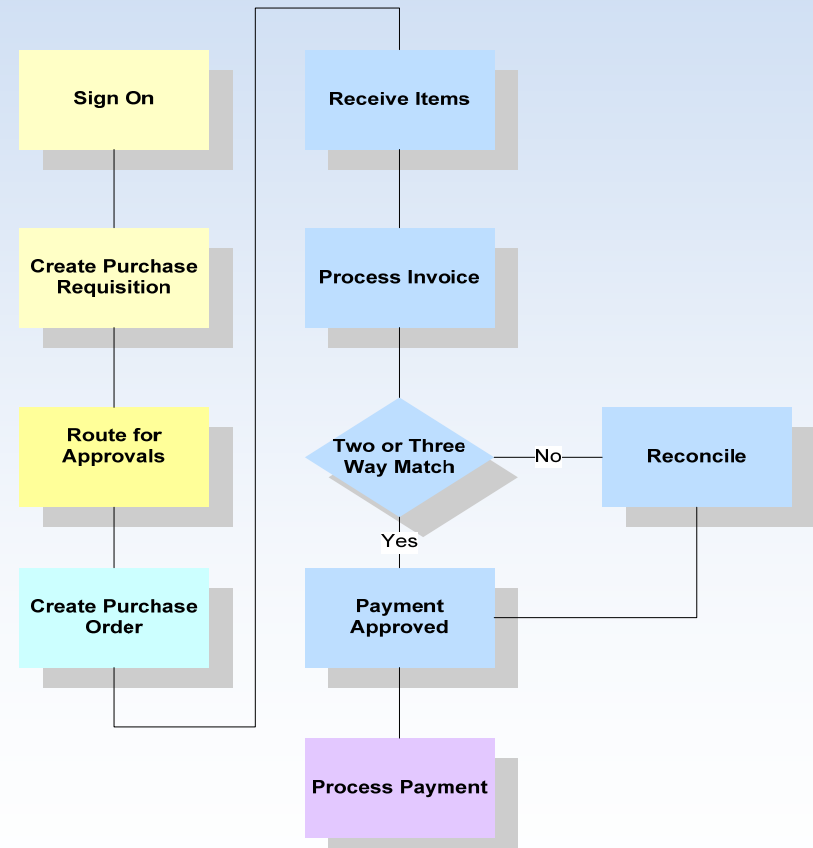 Sign On
Create Purchase
Requisition
Route for
Approvals
Create Purchase
Order
Receive Items
Process Invoice
Two or Three
Way Match
No
Reconcile
Yes
Payment
Approved
Process Payment